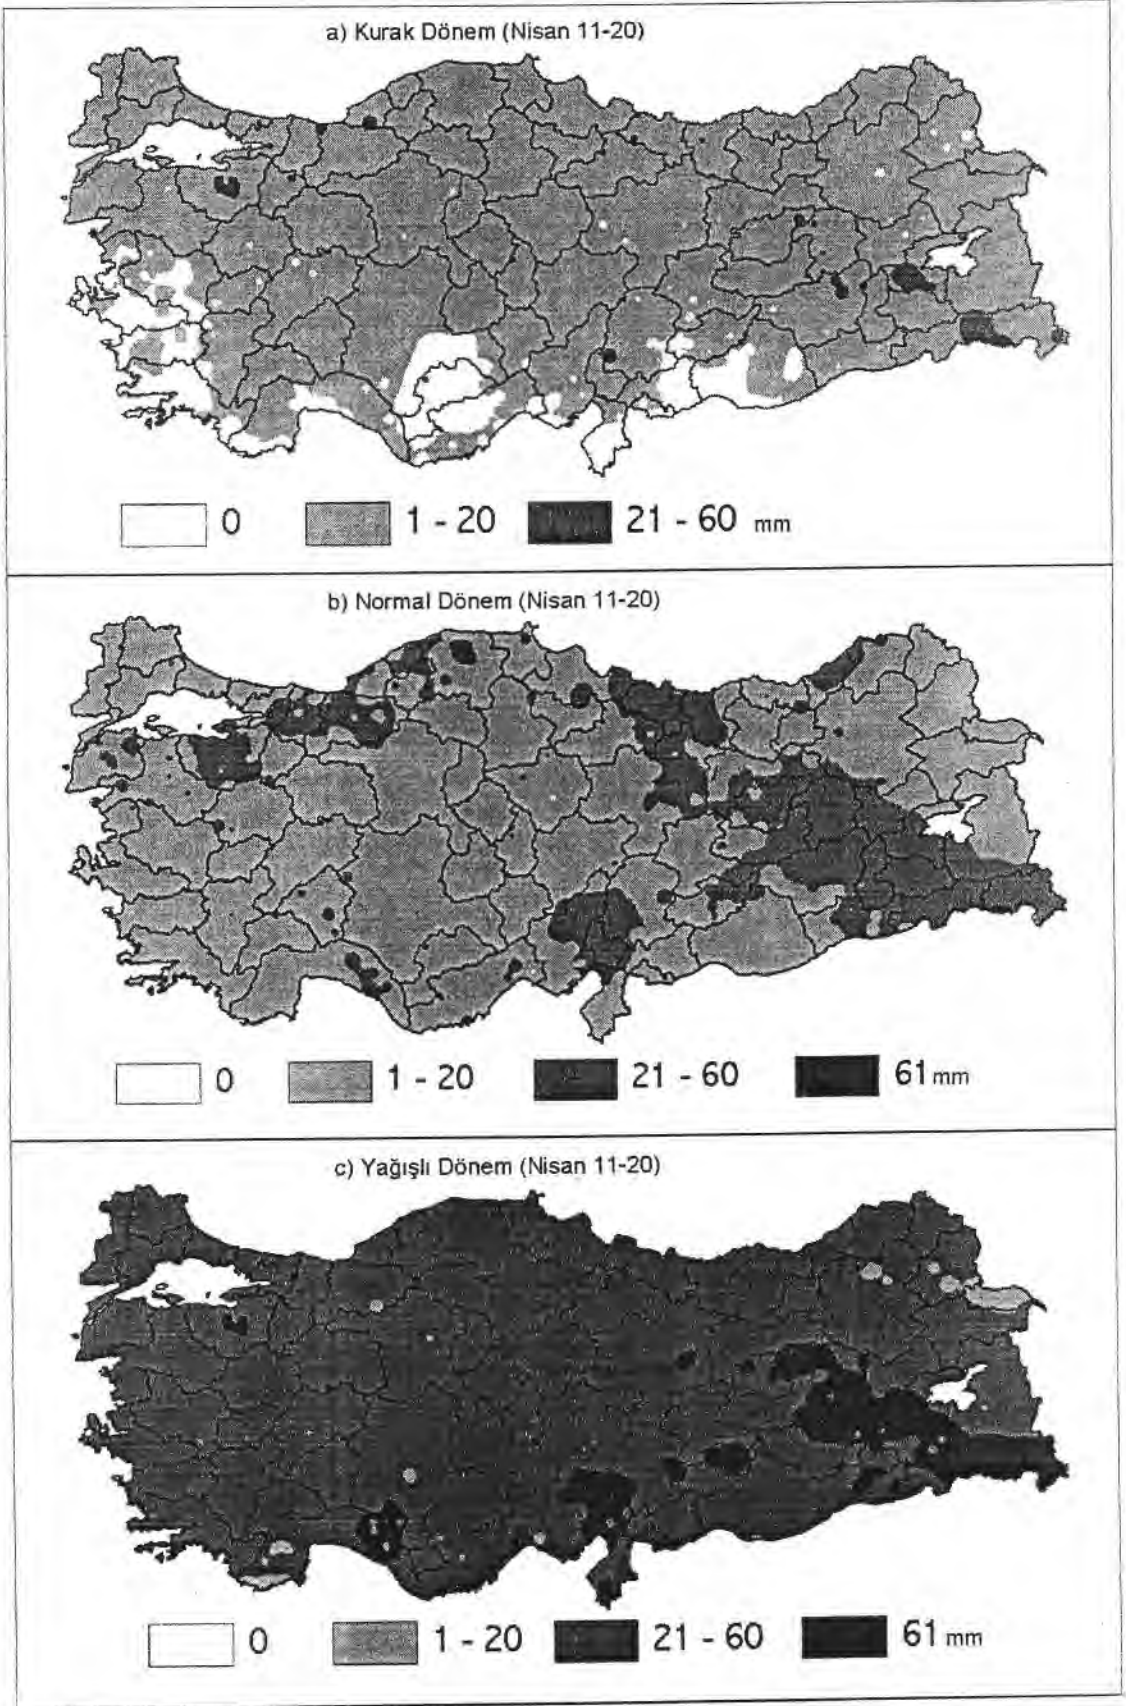 a) Kurak Dönem (Nisan 11-20)
0 1 - 20 21 - 60 mm
b) Normal Dönem (Nisan 11-20)
0 1 - 20 21 - 60 61 mm
c) Yağışlı Dönem (Nisan 11-20)
0 1 - 20 21 - 60 61 mm